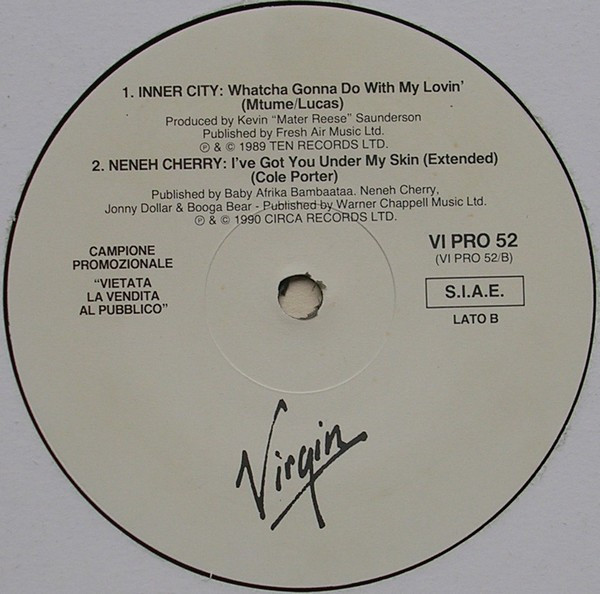 1. INNER CITY: Whatcha Gonna Do With My Lovin'
(Mtume/Lucas)
Produced by Kevin "Mater Reese" Saunderson
Published by Fresh Air Music Ltd.
℗ & © 1989 TEN RECORDS LTD.
2. NENEH CHERRY: I've Got You Under My Skin (Extended)
(Cole Porter)
Published by Baby Afrika Bambaataa. Neneh Cherry,
Jonny Dollar & Booga Bear - Published by Warner Chappell Music Ltd.
℗ & © 1990 CIRCA RECORDS LTD.
CAMPIONE
PROMOZIONALE
"VIETATA
LA VENDITA
AL PUBBLICO"
VI PRO 52
(VI PRO 52/B)
S.I.A.E.
LATO B
Virgin